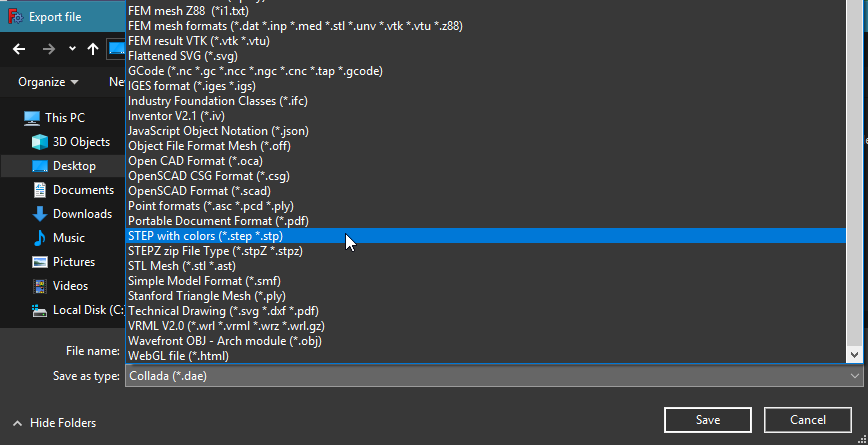 Export file
FEM mesh Z88 (*i1.txt)
FEM mesh formats (*.dat *.inp *.med *.stl *.unv *.vtk *.vtu *.z88)
FEM result VTK (*.vtk *.vtu)
Flattened SVG (*.svg)
GCode (*.nc *.gc *.ncc *.ngc *.cnc *.tap *.gcode)
IGES format (*.iges *.igs)
Industry Foundation Classes (*.ifc)
Inventor V2.1 (*.iv)
JavaScript Object Notation (*.json)
Object File Format Mesh (*.off)
Open CAD Format (*.oca)
OpenSCAD CSG Format (*.csg)
OpenSCAD Format (*.scad)
Point formats (*.asc *.pcd *.ply)
Portable Document Format (*.pdf)
STEP with colors (*.step *.stp)
STEPZ zip File Type (*.stpZ *.stpz)
STL Mesh (*.stl *.ast)
Simple Model Format (*.smf)
Stanford Triangle Mesh (*.ply)
Technical Drawing (*.svg *.dxf *.pdf)
VRML V2.0 (*.wrl *.vrml *.wrz *.wrl.gz)
Wavefront OBJ - Arch module (*.obj)
WebGL file (*.html)
Organize
Ne
This PC
3D Objects
Desktop
Documents
Downloads
Music
Pictures
Videos
Local Disk (C:
File name:
Save as type: Collada (*.dae)
Hide Folders
Save
Cancel